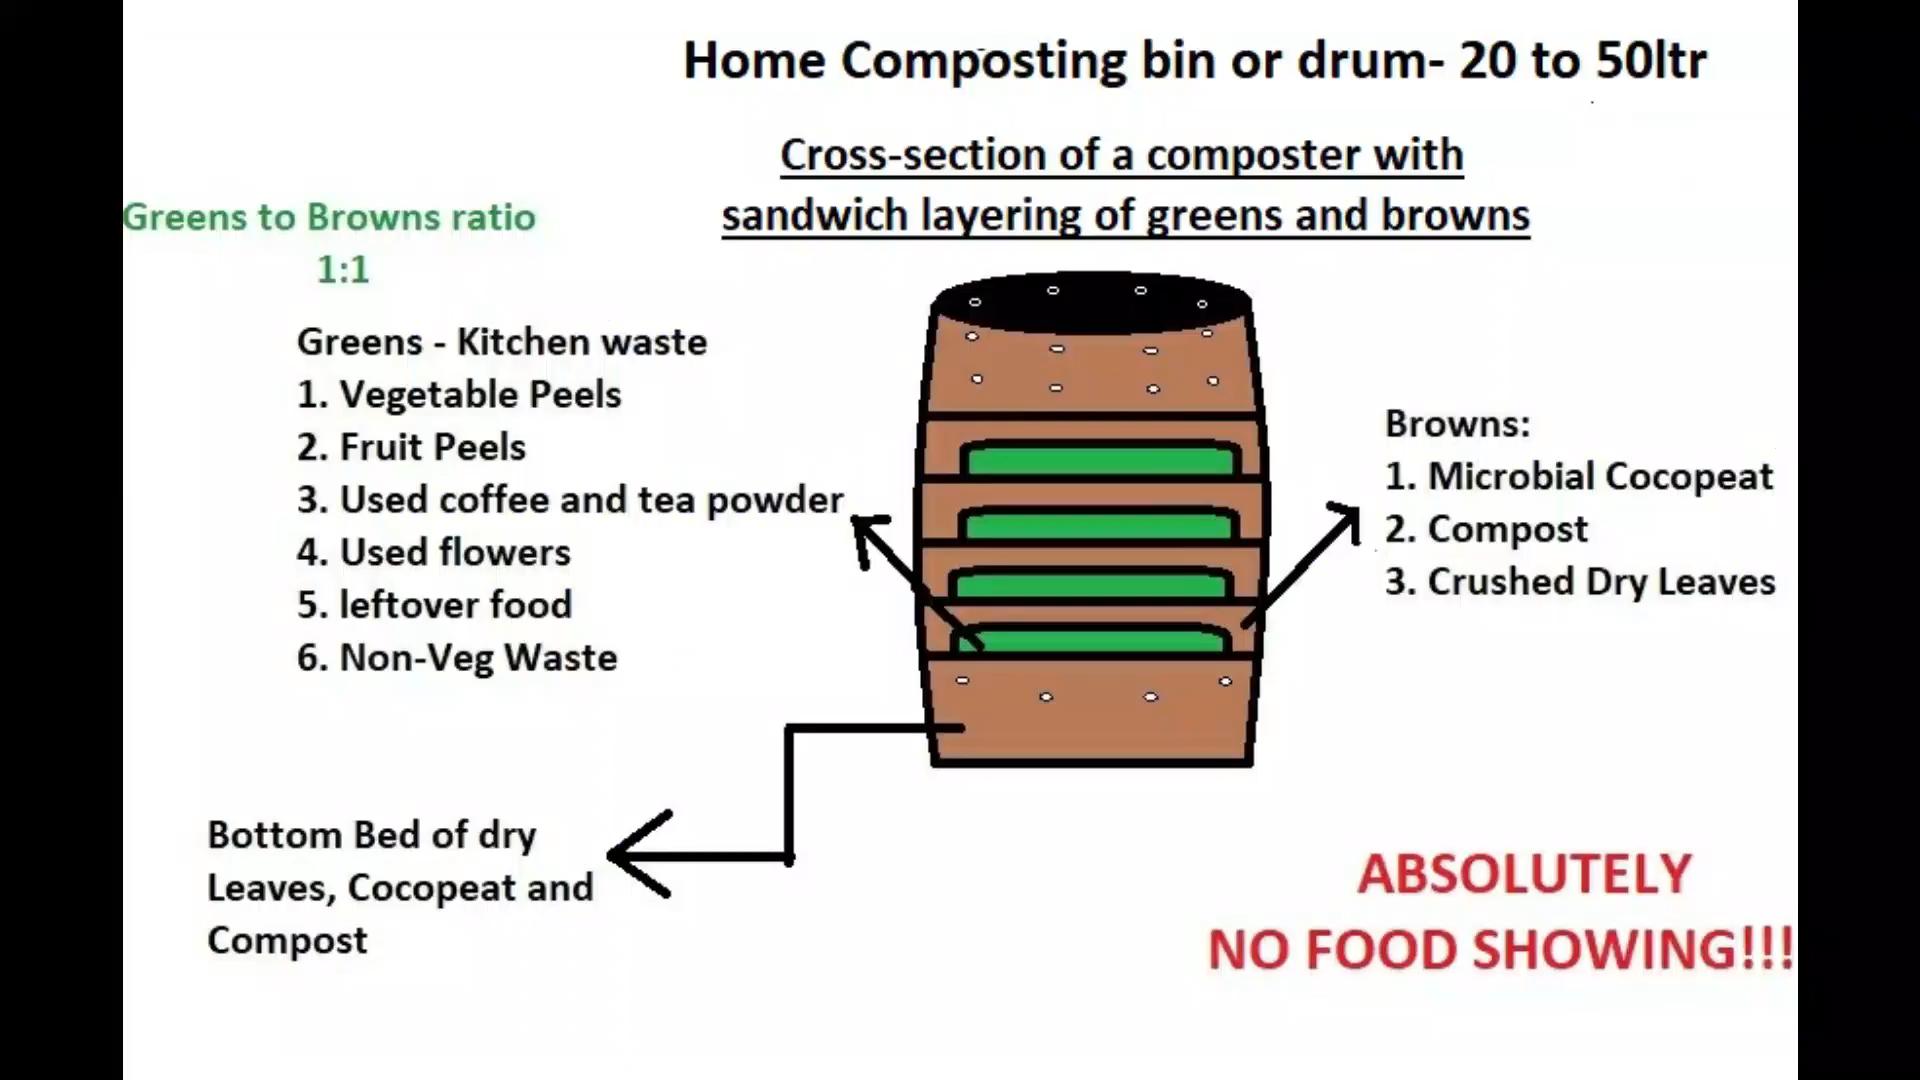 Home Composting bin or drum- 20 to 50ltr
Cross-section of a composter with
sandwich layering of greens and browns
Greens to Browns ratio
1:1
Greens - Kitchen waste
1. Vegetable Peels
2. Fruit Peels
3. Used coffee and tea powder
4. Used flowers
5. leftover food
6. Non-Veg Waste
Browns:
1. Microbial Cocopeat
2. Compost
3. Crushed Dry Leaves
Bottom Bed of dry
Leaves, Cocopeat and
Compost
ABSOLUTELY
NO FOOD SHOWING!!!